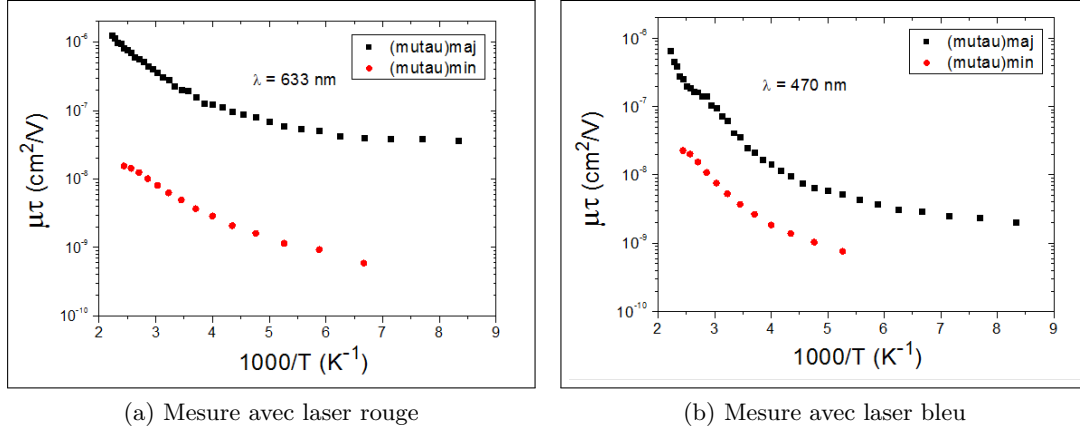 10⁻⁶
10⁻⁷
10⁻⁸
10⁻⁹
10⁻¹⁰
μτ (cm²/V)
(mutau)maj
(mutau)min
λ = 633 nm
2 3 4 5 6 7 8 9
1000/T (K⁻¹)
(a) Mesure avec laser rouge
10⁻⁶
10⁻⁷
10⁻⁸
10⁻⁹
10⁻¹⁰
μτ (cm²/V)
(mutau)maj
(mutau)min
λ = 470 nm
2 3 4 5 6 7 8 9
1000/T (K⁻¹)
(b) Mesure avec laser bleu